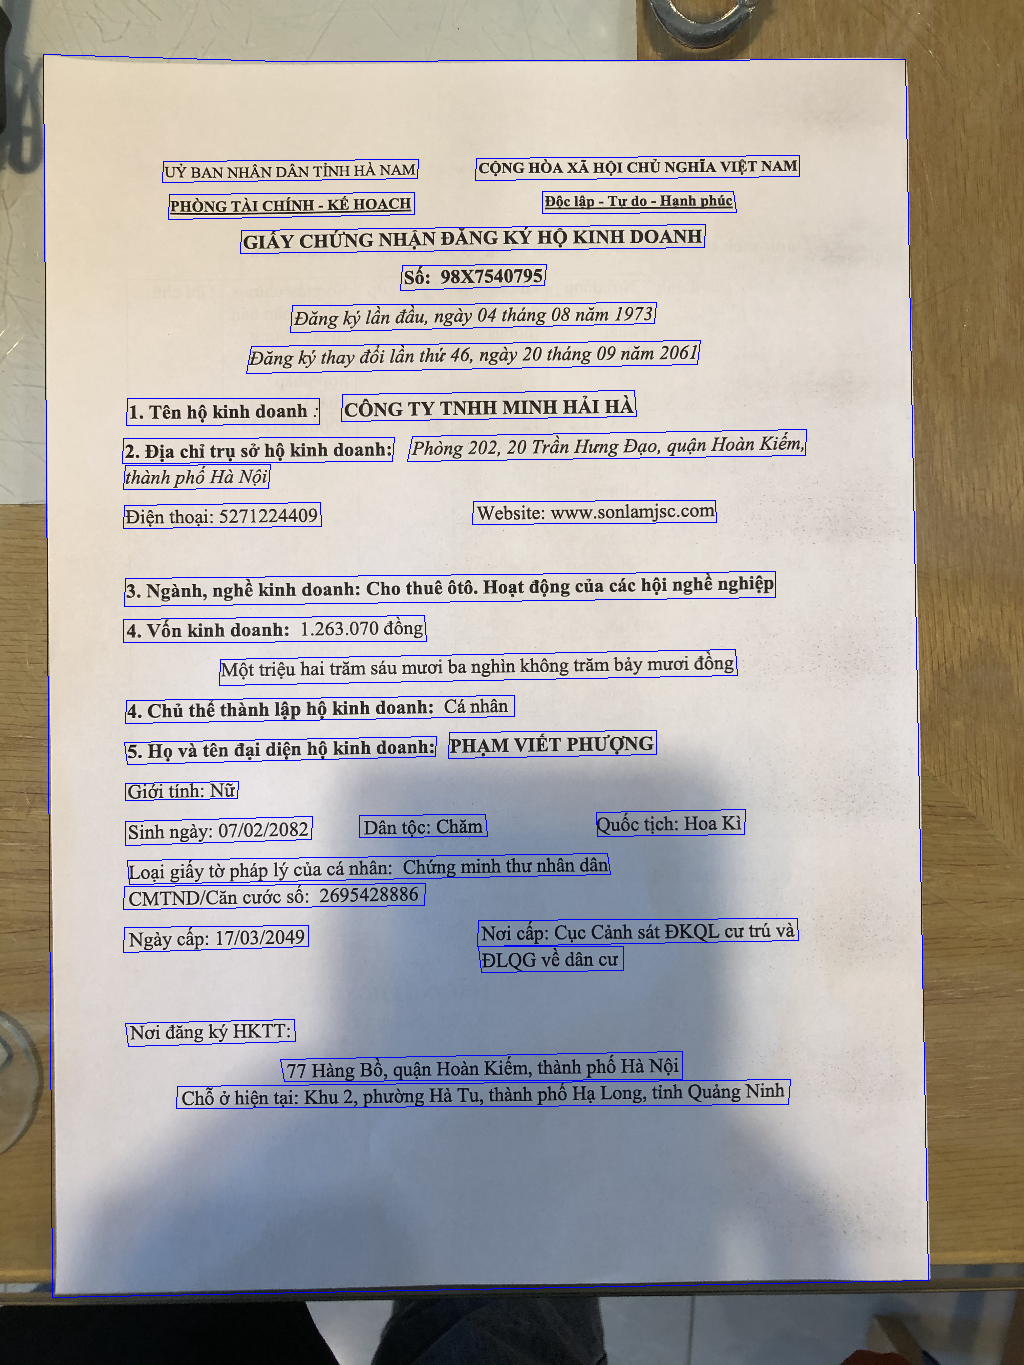 UỶ BAN NHÂN DÂN TỈNH HÀ NAM
CỘNG HÒA XÃ HỘI CHỦ NGHĨA VIỆT NAM
PHÒNG TÀI CHÍNH - KẾ HOẠCH
Độc lập - Tự do - Hạnh phúc
GIẤY CHỨNG NHẬN ĐĂNG KÝ HỘ KINH DOANH
Số: 98X7540795
Đăng ký lần đầu, ngày 04 tháng 08 năm 1973
Đăng ký thay đổi lần thứ 46, ngày 20 tháng 09 năm 2061
1. Tên hộ kinh doanh : CÔNG TY TNHH MINH HẢI HÀ
2. Địa chỉ trụ sở hộ kinh doanh: Phòng 202, 20 Trần Hưng Đạo, quận Hoàn Kiếm,
thành phố Hà Nội
Điện thoại: 5271224409 Website: www.sonlamjsc.com
3. Ngành, nghề kinh doanh: Cho thuê ôtô. Hoạt động của các hội nghề nghiệp
4. Vốn kinh doanh: 1.263.070 đồng
Một triệu hai trăm sáu mươi ba nghìn không trăm bảy mươi đồng
4. Chủ thể thành lập hộ kinh doanh: Cá nhân
5. Họ và tên đại diện hộ kinh doanh: PHẠM VIẾT PHƯỢNG
Giới tính: Nữ
Sinh ngày: 07/02/2082 Dân tộc: Chăm Quốc tịch: Hoa Kì
Loại giấy tờ pháp lý của cá nhân: Chứng minh thư nhân dân
CMTND/Căn cước số: 2695428886
Ngày cấp: 17/03/2049 Nơi cấp: Cục Cảnh sát ĐKQL cư trú và
ĐLQG về dân cư
Nơi đăng ký HKTT:
77 Hàng Bồ, quận Hoàn Kiếm, thành phố Hà Nội
Chỗ ở hiện tại: Khu 2, phường Hà Tu, thành phố Hạ Long, tỉnh Quảng Ninh